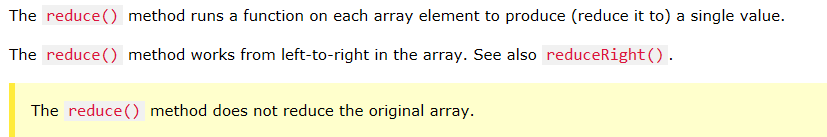 The reduce() method runs a function on each array element to produce (reduce it to) a single value.
The reduce() method works from left-to-right in the array. See also reduceRight().
The reduce() method does not reduce the original array.